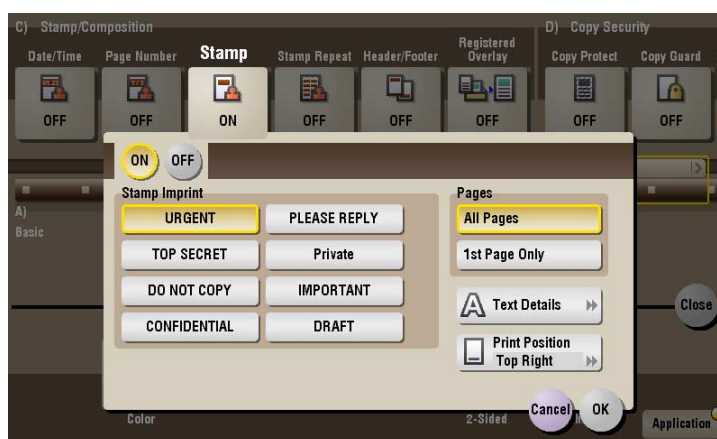 C) Stamp/Composition
D) Copy Security
Date/Time
Page Number
Stamp
Stamp Repeat
Header/Footer
Registered
Overlay
Copy Protect
Copy Guard
OFF
OFF
ON
OFF
OFF
OFF
OFF
OFF
ON
OFF
Stamp Imprint
Pages
URGENT
PLEASE REPLY
All Pages
A)
Basic
TOP SECRET
Private
1st Page Only
DO NOT COPY
IMPORTANT
Text Details
Close
CONFIDENTIAL
DRAFT
Print Position
Top Right
Cancel
OK
Color
2-Sided
Application